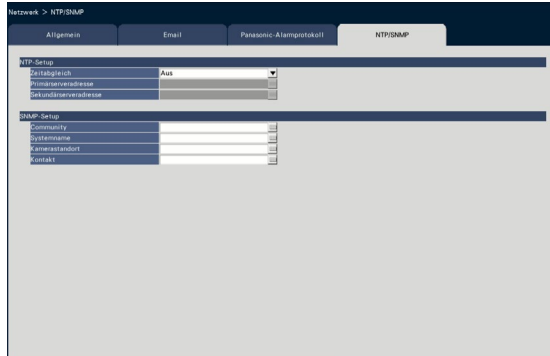 Netzwerk > NTP/SNMP
Allgemein
Email
Panasonic-Alarmprotokoll
NTP/SNMP
NTP-Setup
Zeitabgleich
Aus
Primärserveradresse
Sekundärserveradresse
SNMP-Setup
Community
Systemname
Kamerastandort
Kontakt